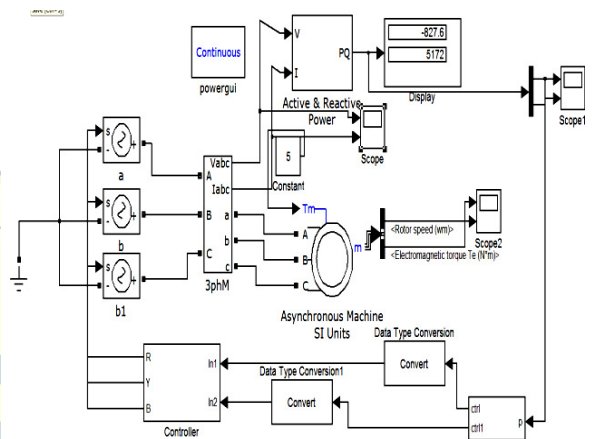 Continuous
powergui
V
I
PQ
Active & Reactive
Power
-827.6
5172
Display
Scope1
Scope
5
Constant
s
-
+
a
s
-
+
b
s
-
+
b1
Vabc
Iabc
A
B
C
a
b
c
3phM
Tm
A
B
C
m
Asynchronous Machine
SI Units
<Rotor speed (wm)>
<Electromagnetic torque Te (N*m)>
Scope2
R
Y
B
In1
In2
Controller
Data Type Conversion
Convert
Data Type Conversion1
Convert
ctrl
ctrl1
p